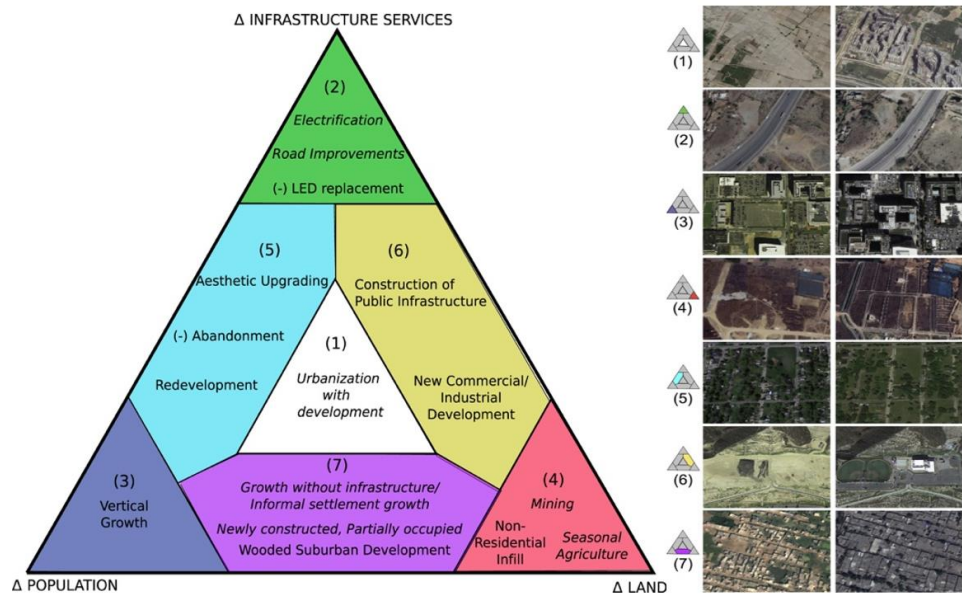 Δ INFRASTRUCTURE SERVICES
(2)
Electrification
Road Improvements
(-) LED replacement
(5)
Aesthetic Upgrading
(-) Abandonment
Redevelopment
(6)
Construction of
Public Infrastructure
New Commercial/
Industrial
Development
(1)
Urbanization
with
development
(3)
Vertical
Growth
(7)
Growth without infrastructure/
Informal settlement growth
Newly constructed, Partially occupied
Wooded Suburban Development
(4)
Mining
Non-
Residential
Infill
Seasonal
Agriculture
Δ POPULATION
Δ LAND
(1)
(2)
(3)
(4)
(5)
(6)
(7)